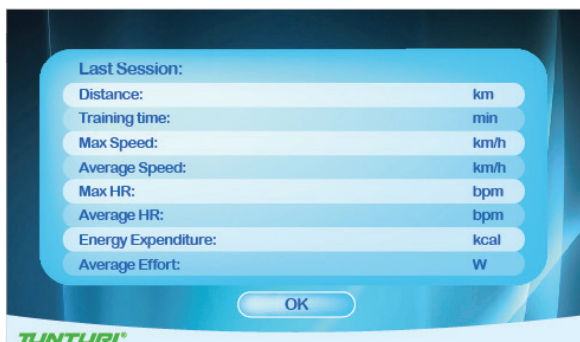 Last Session:
Distance: km
Training time: min
Max Speed: km/h
Average Speed: km/h
Max HR: bpm
Average HR: bpm
Energy Expenditure: kcal
Average Effort: W
OK
TUNTURI®